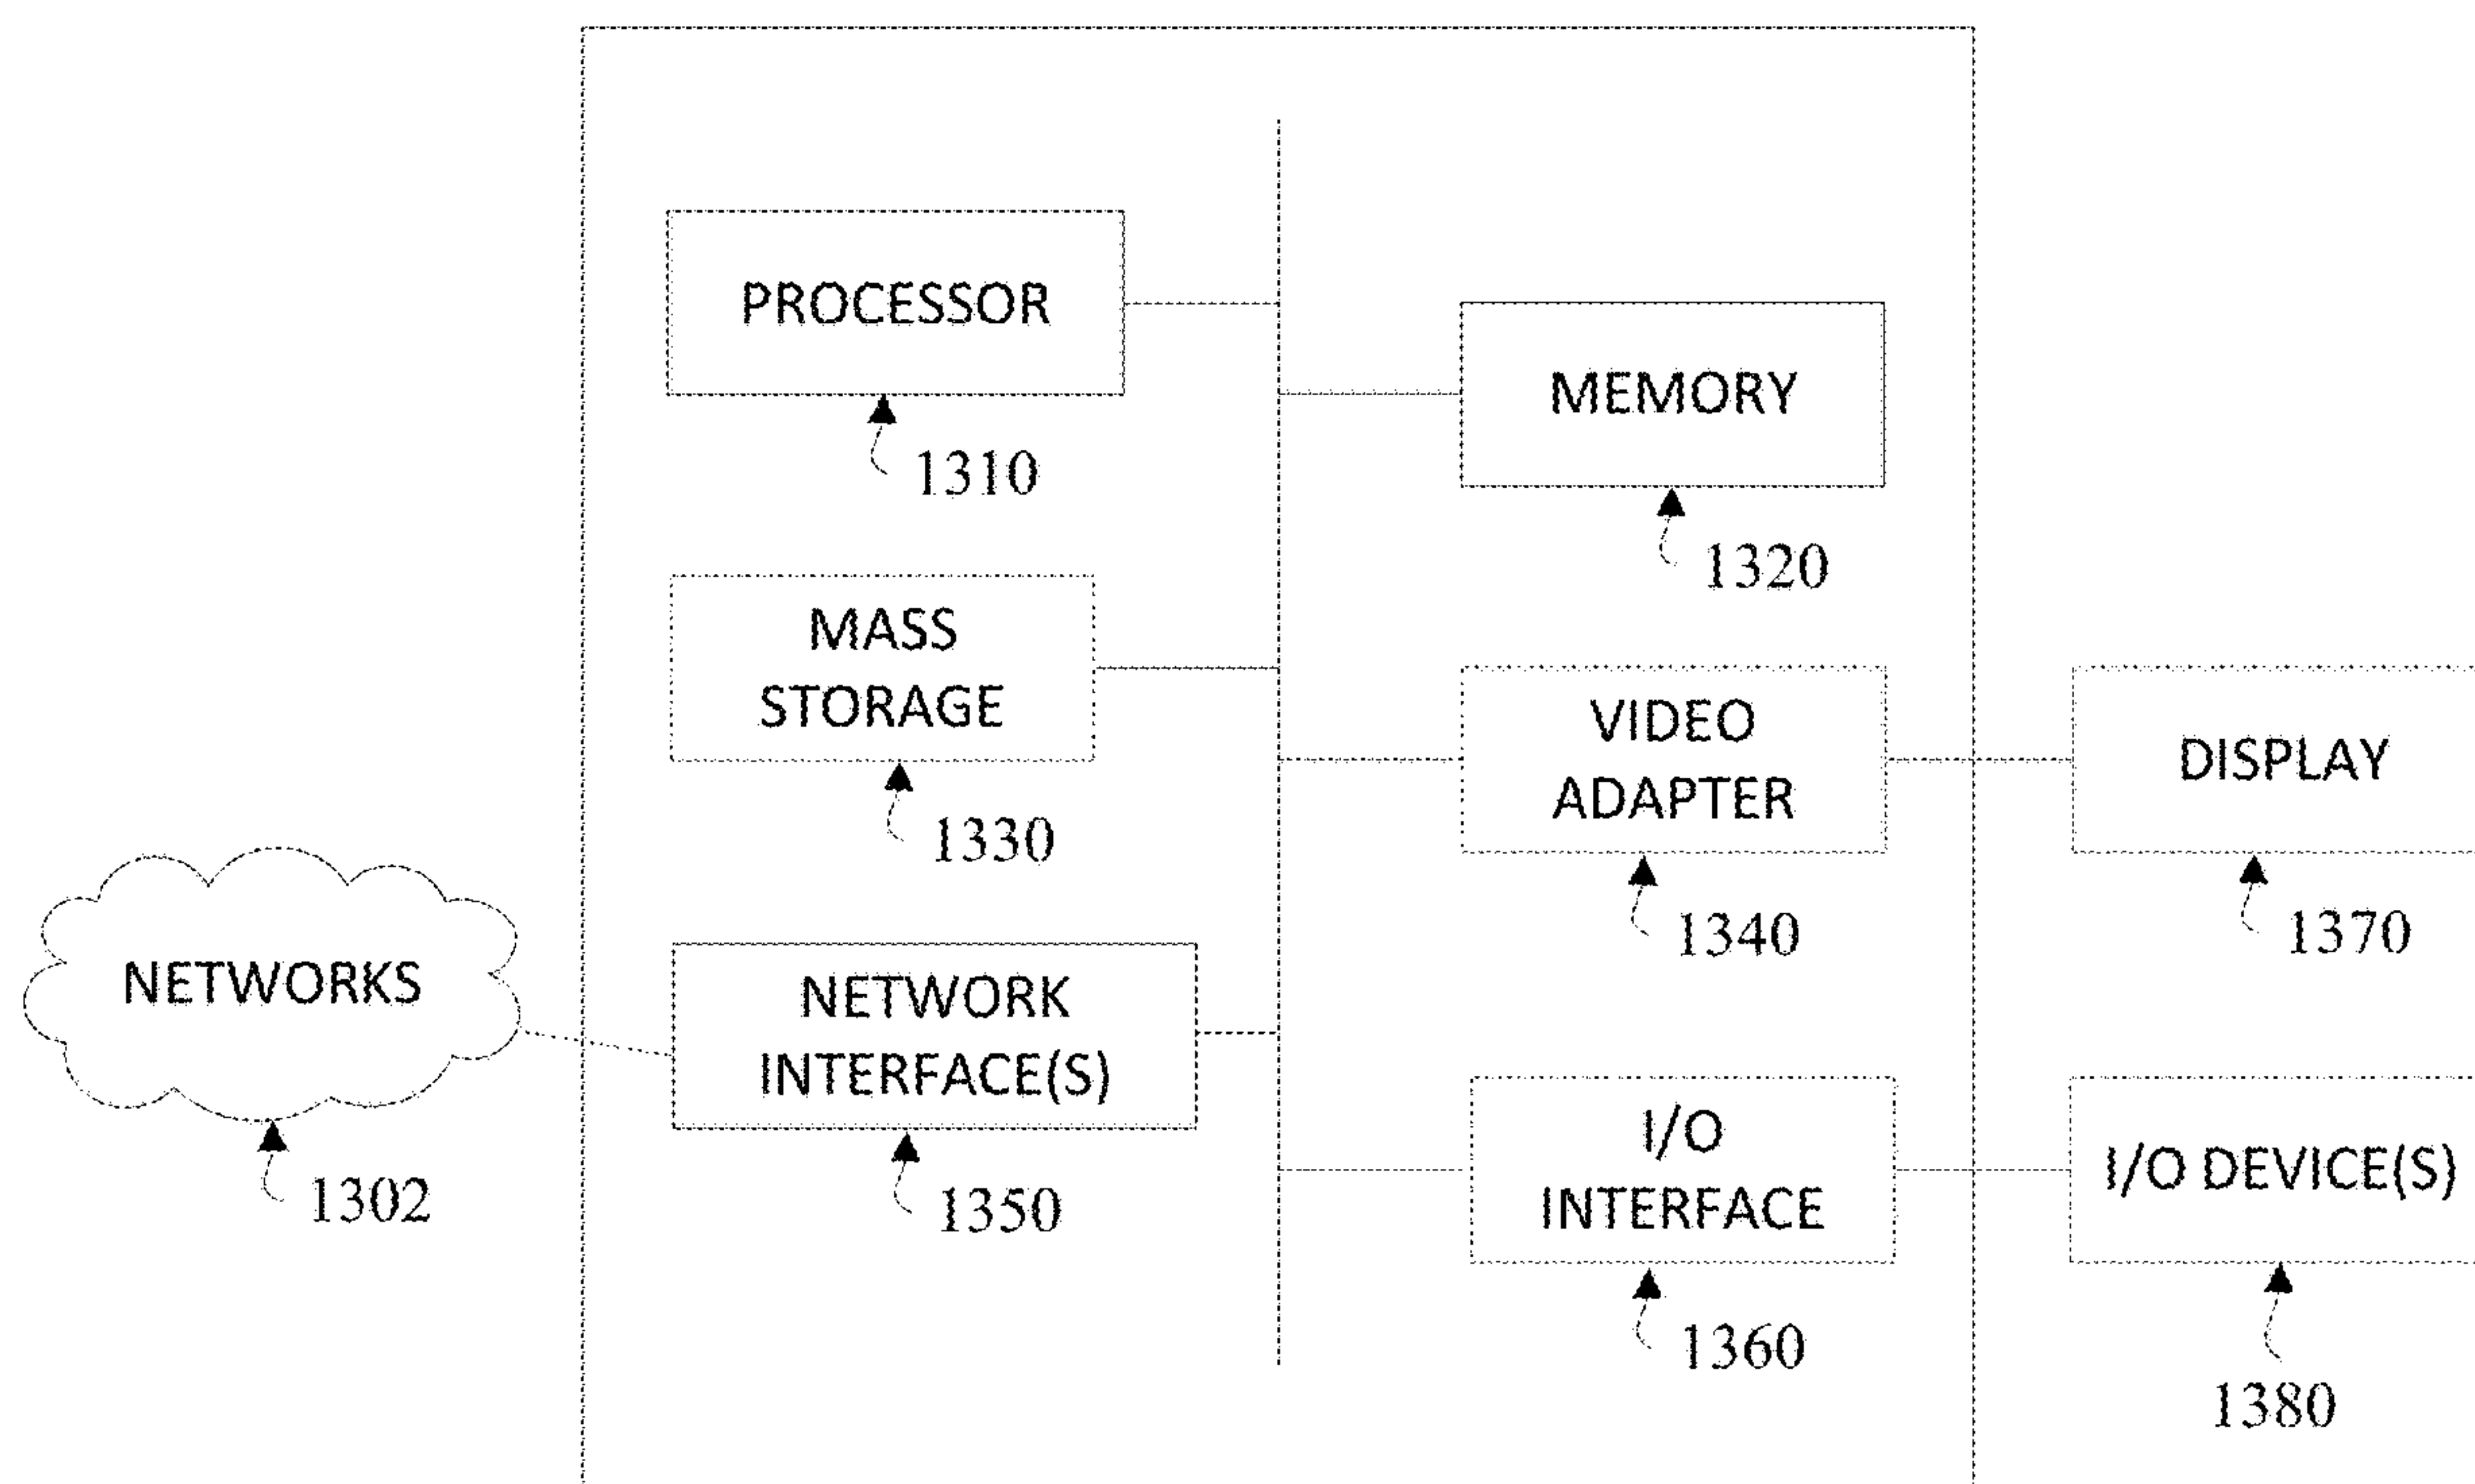 PROCESSOR
1310
MEMORY
1320
MASS
STORAGE
1330
VIDEO
ADAPTER
1340
DISPLAY
1370
NETWORKS
1302
NETWORK
INTERFACE(S)
1350
I/O
INTERFACE
1360
I/O DEVICE(S)
1380